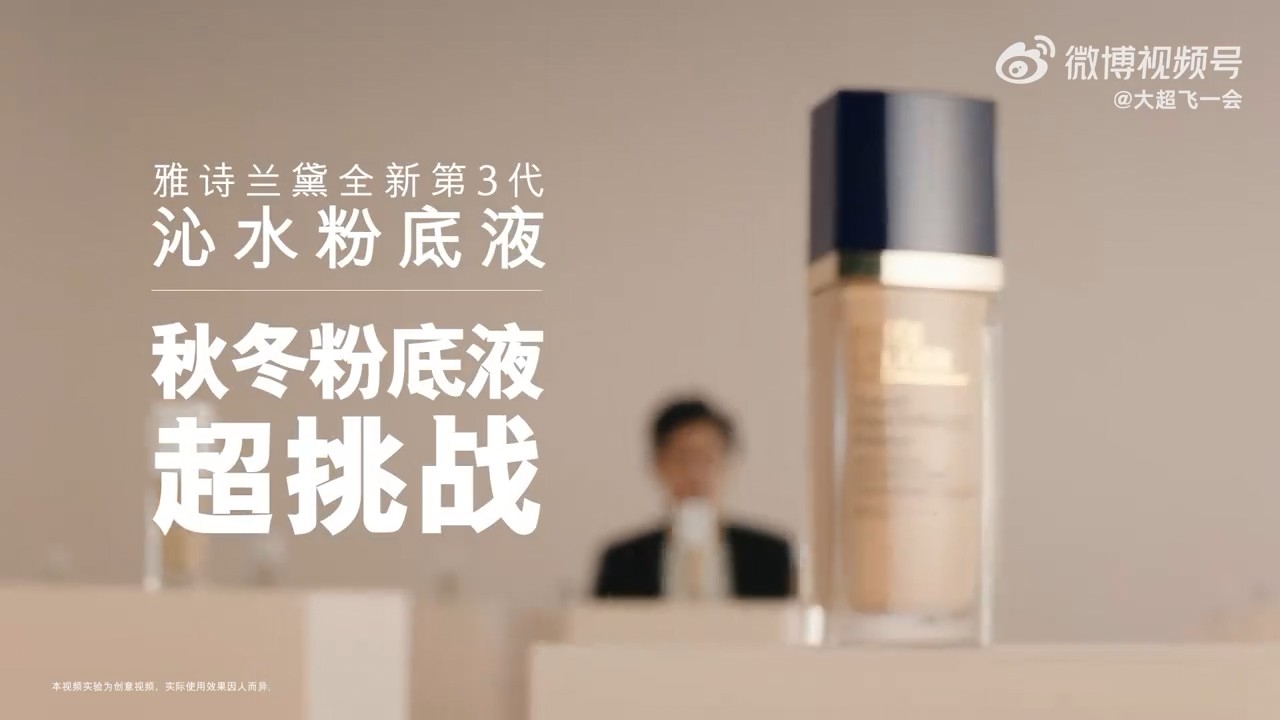 微博视频号
@大超飞一会
雅诗兰黛全新第3代
沁水粉底液
秋冬粉底液
超挑战
本视频实验为创意视频，实际使用效果因人而异。